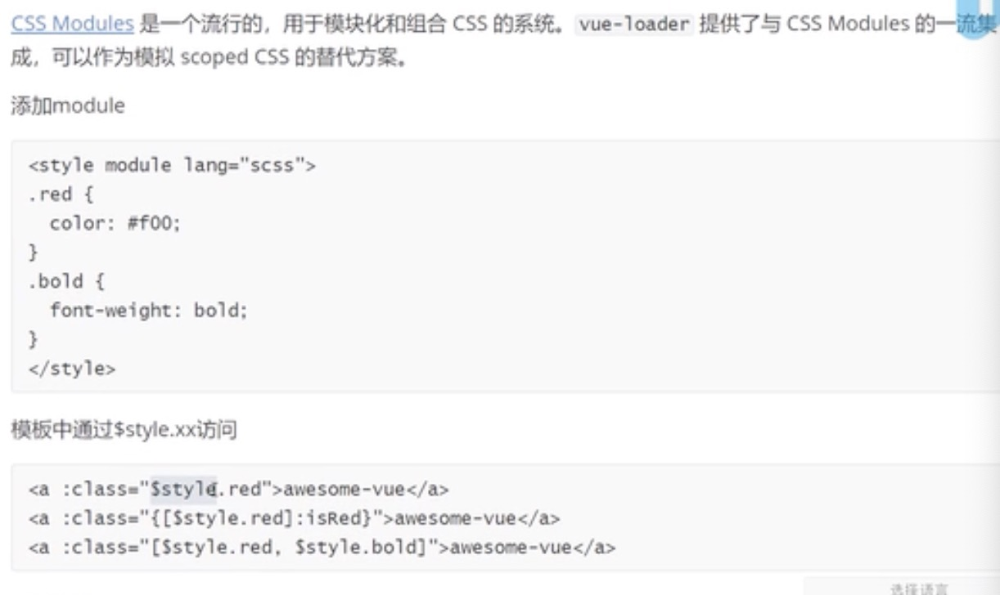 CSS Modules 是一个流行的，用于模块化和组合 CSS 的系统。 vue-loader 提供了与 CSS Modules 的一流集
成，可以作为模拟 scoped CSS 的替代方案。
添加module
<style module lang="scss">
.red {
  color: #f00;
}
.bold {
  font-weight: bold;
}
</style>
模板中通过$style.xx访问
<a :class="$style.red">awesome-vue</a>
<a :class="{[$style.red]:isRed}">awesome-vue</a>
<a :class="[$style.red, $style.bold]">awesome-vue</a>
选择语言